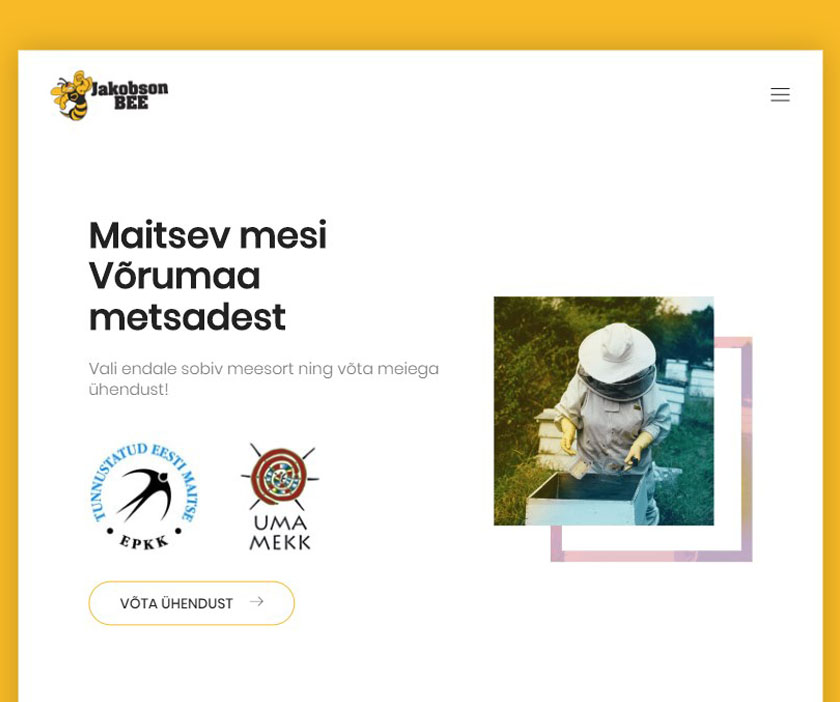 Jakobson
BEE
Maitsev mesi
Võrumaa
metsadest
Vali endale sobiv meesort ning võta meiega
ühendust!
TUNNUSTATUD EESTI MAITSE
• EPKK •
UMA
MEKK
VÕTA ÜHENDUST →